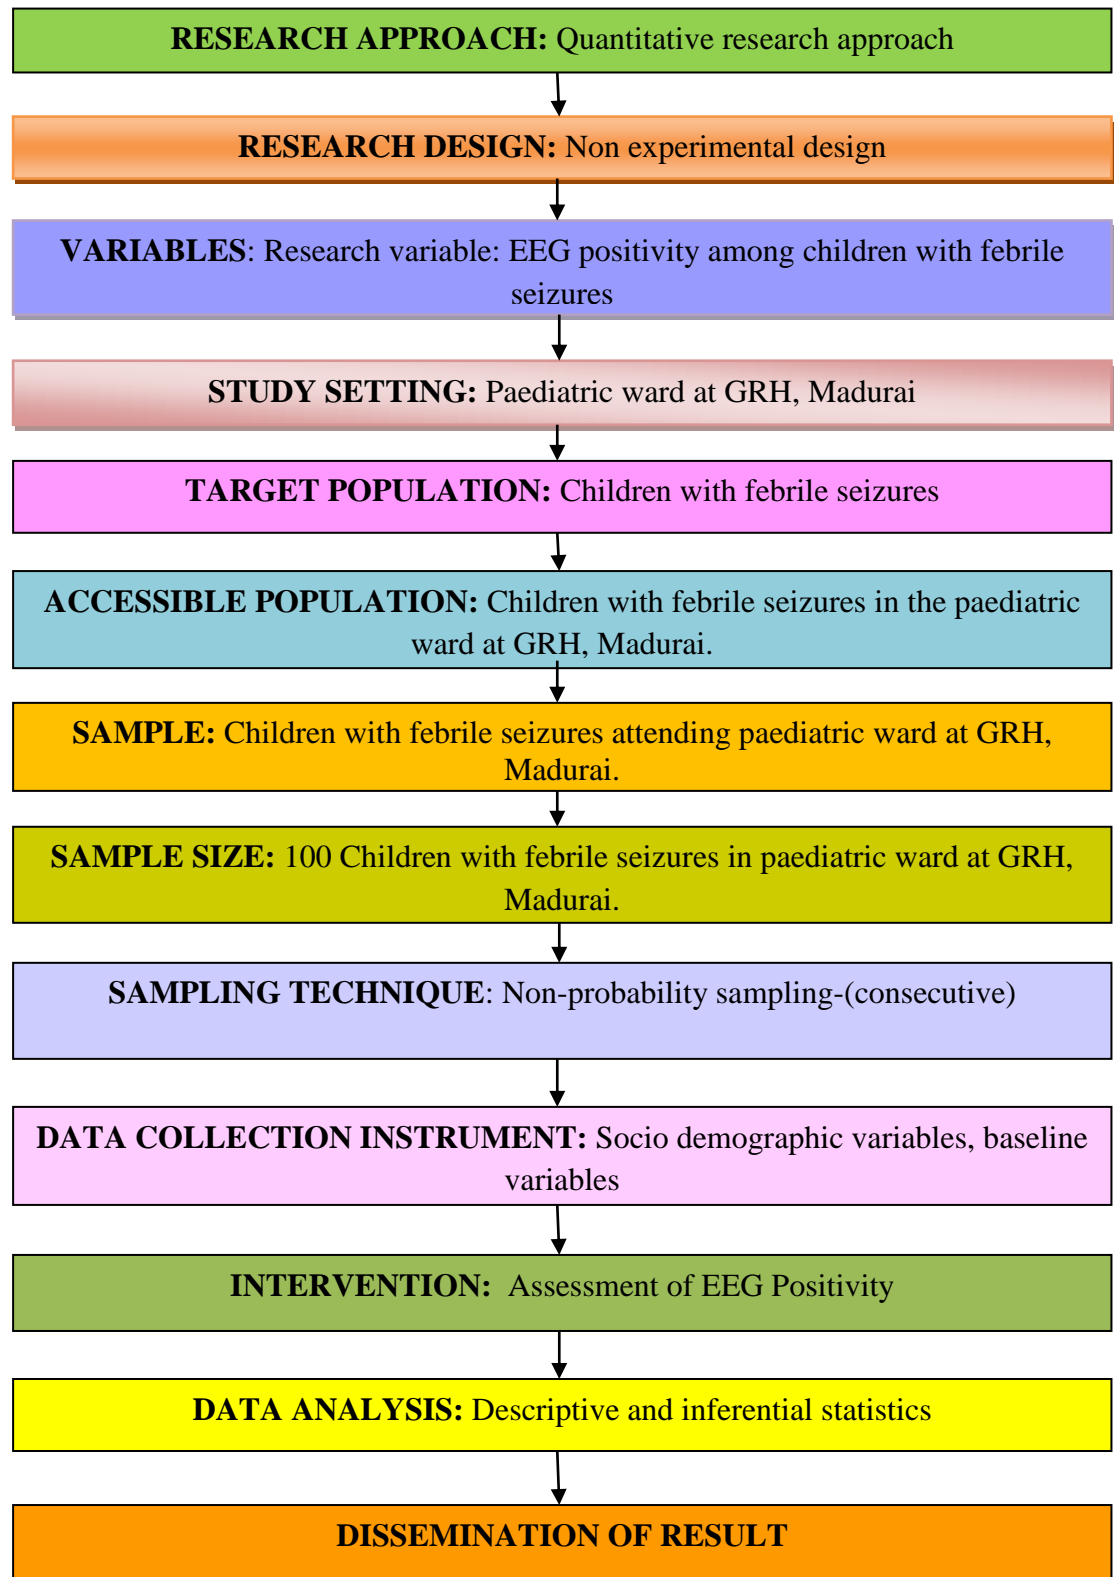 RESEARCH APPROACH: Quantitative research approach
RESEARCH DESIGN: Non experimental design
VARIABLES: Research variable: EEG positivity among children with febrile
seizures
STUDY SETTING: Paediatric ward at GRH, Madurai
TARGET POPULATION: Children with febrile seizures
ACCESSIBLE POPULATION: Children with febrile seizures in the paediatric
ward at GRH, Madurai.
SAMPLE: Children with febrile seizures attending paediatric ward at GRH,
Madurai.
SAMPLE SIZE: 100 Children with febrile seizures in paediatric ward at GRH,
Madurai.
SAMPLING TECHNIQUE: Non-probability sampling-(consecutive)
DATA COLLECTION INSTRUMENT: Socio demographic variables, baseline
variables
INTERVENTION: Assessment of EEG Positivity
DATA ANALYSIS: Descriptive and inferential statistics
DISSEMINATION OF RESULT